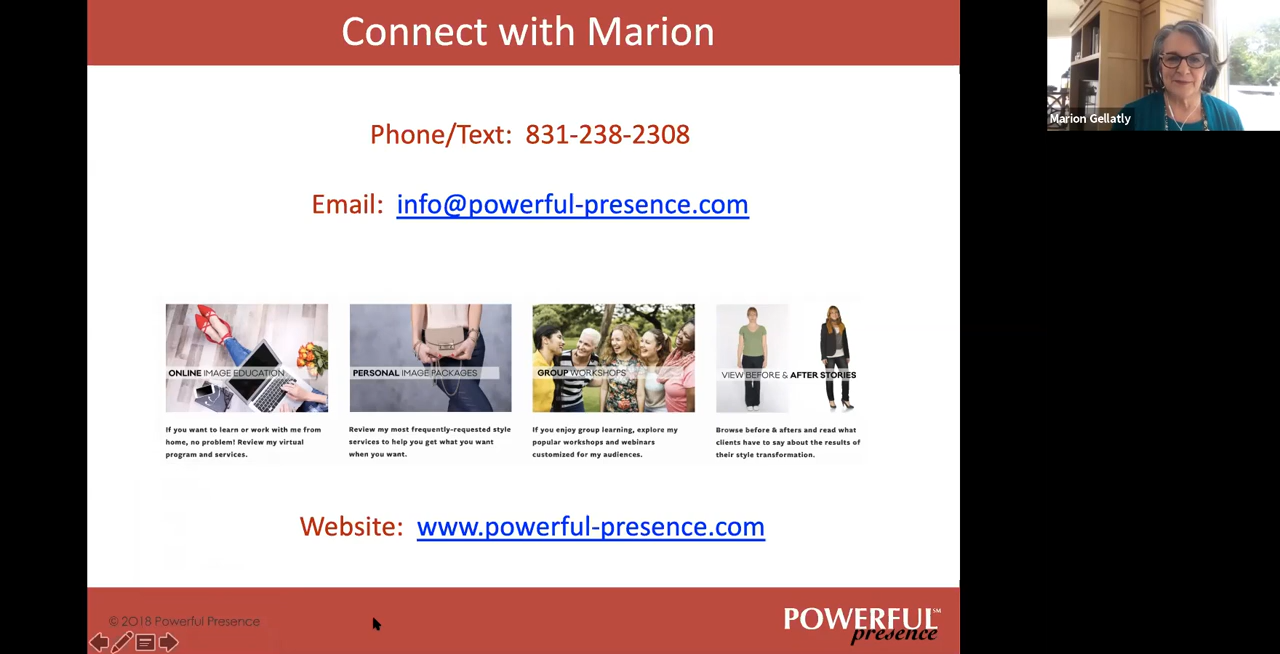 Connect with Marion
Marion Gellatly
Phone/Text: 831-238-2308
Email: info@powerful-presence.com
ONLINE IMAGE EDUCATION
If you want to learn or work with me from
home, no problem! Review my virtual
program and services.
PERSONAL IMAGE PACKAGES
Review my most frequently-requested style
services to help you get what you want
when you want.
GROUP WORKSHOPS
If you enjoy group learning, explore my
popular workshops and webinars
customized for my audiences.
VIEW BEFORE & AFTER STORIES
Browse before & afters and read what
clients have to say about the results of
their style transformation.
Website: www.powerful-presence.com
© 2018 Powerful Presence
POWERFUL℠
presence